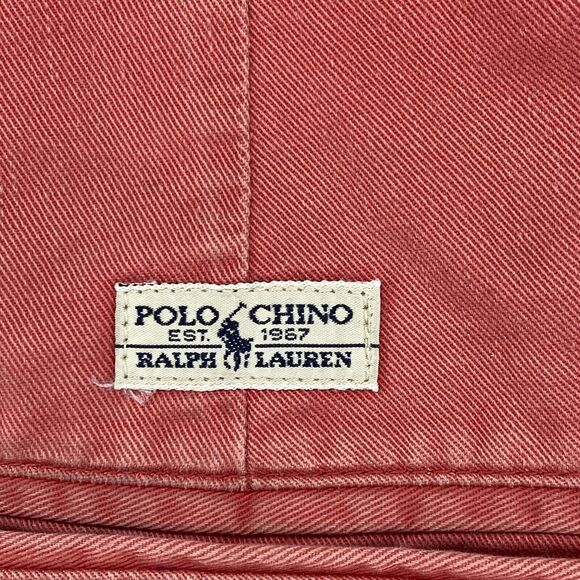 POLO CHINO
EST. 1967
RALPH LAUREN